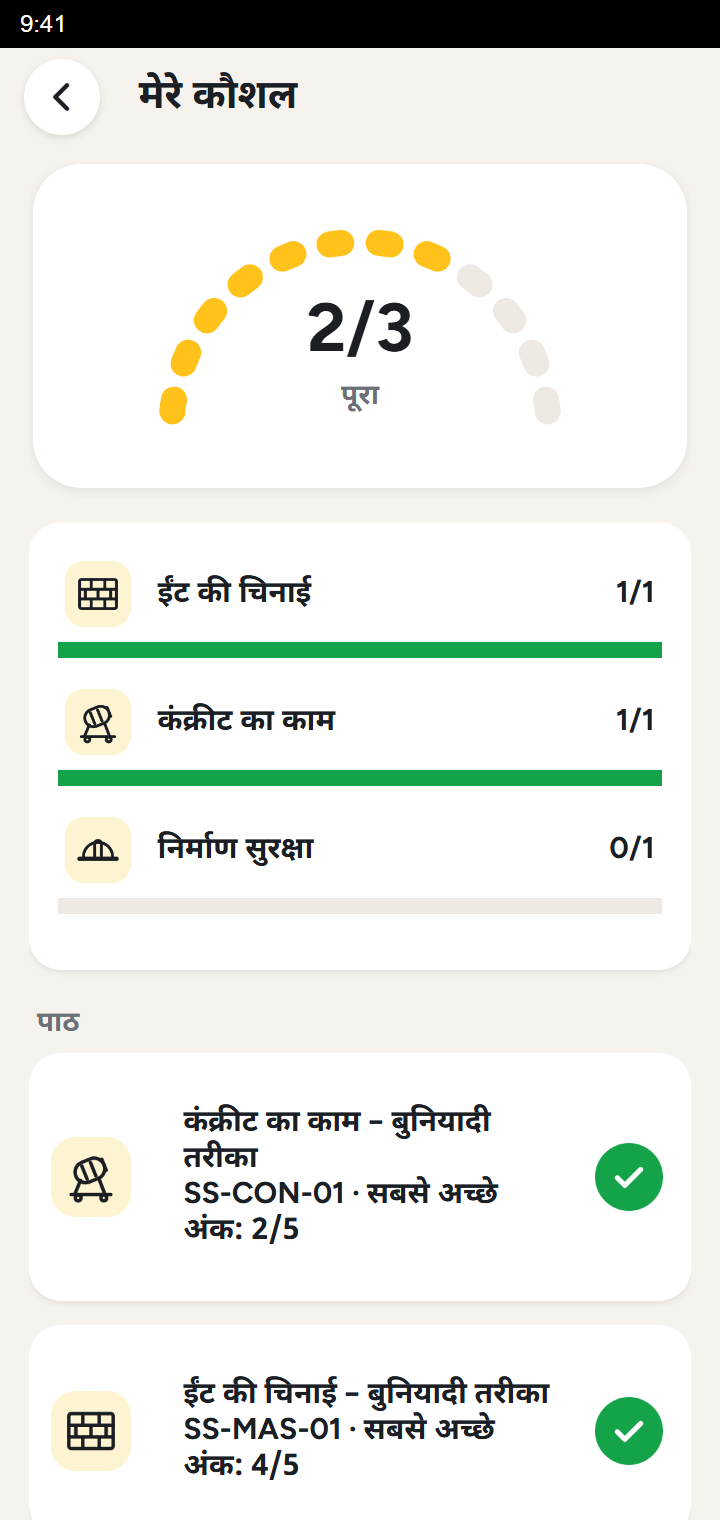 9:41
मेरे कौशल
2/3
पूरा
ईंट की चिनाई 1/1
कंक्रीट का काम 1/1
निर्माण सुरक्षा 0/1
पाठ
कंक्रीट का काम – बुनियादी
तरीका
SS-CON-01 · सबसे अच्छे
अंक: 2/5
ईंट की चिनाई – बुनियादी तरीका
SS-MAS-01 · सबसे अच्छे
अंक: 4/5